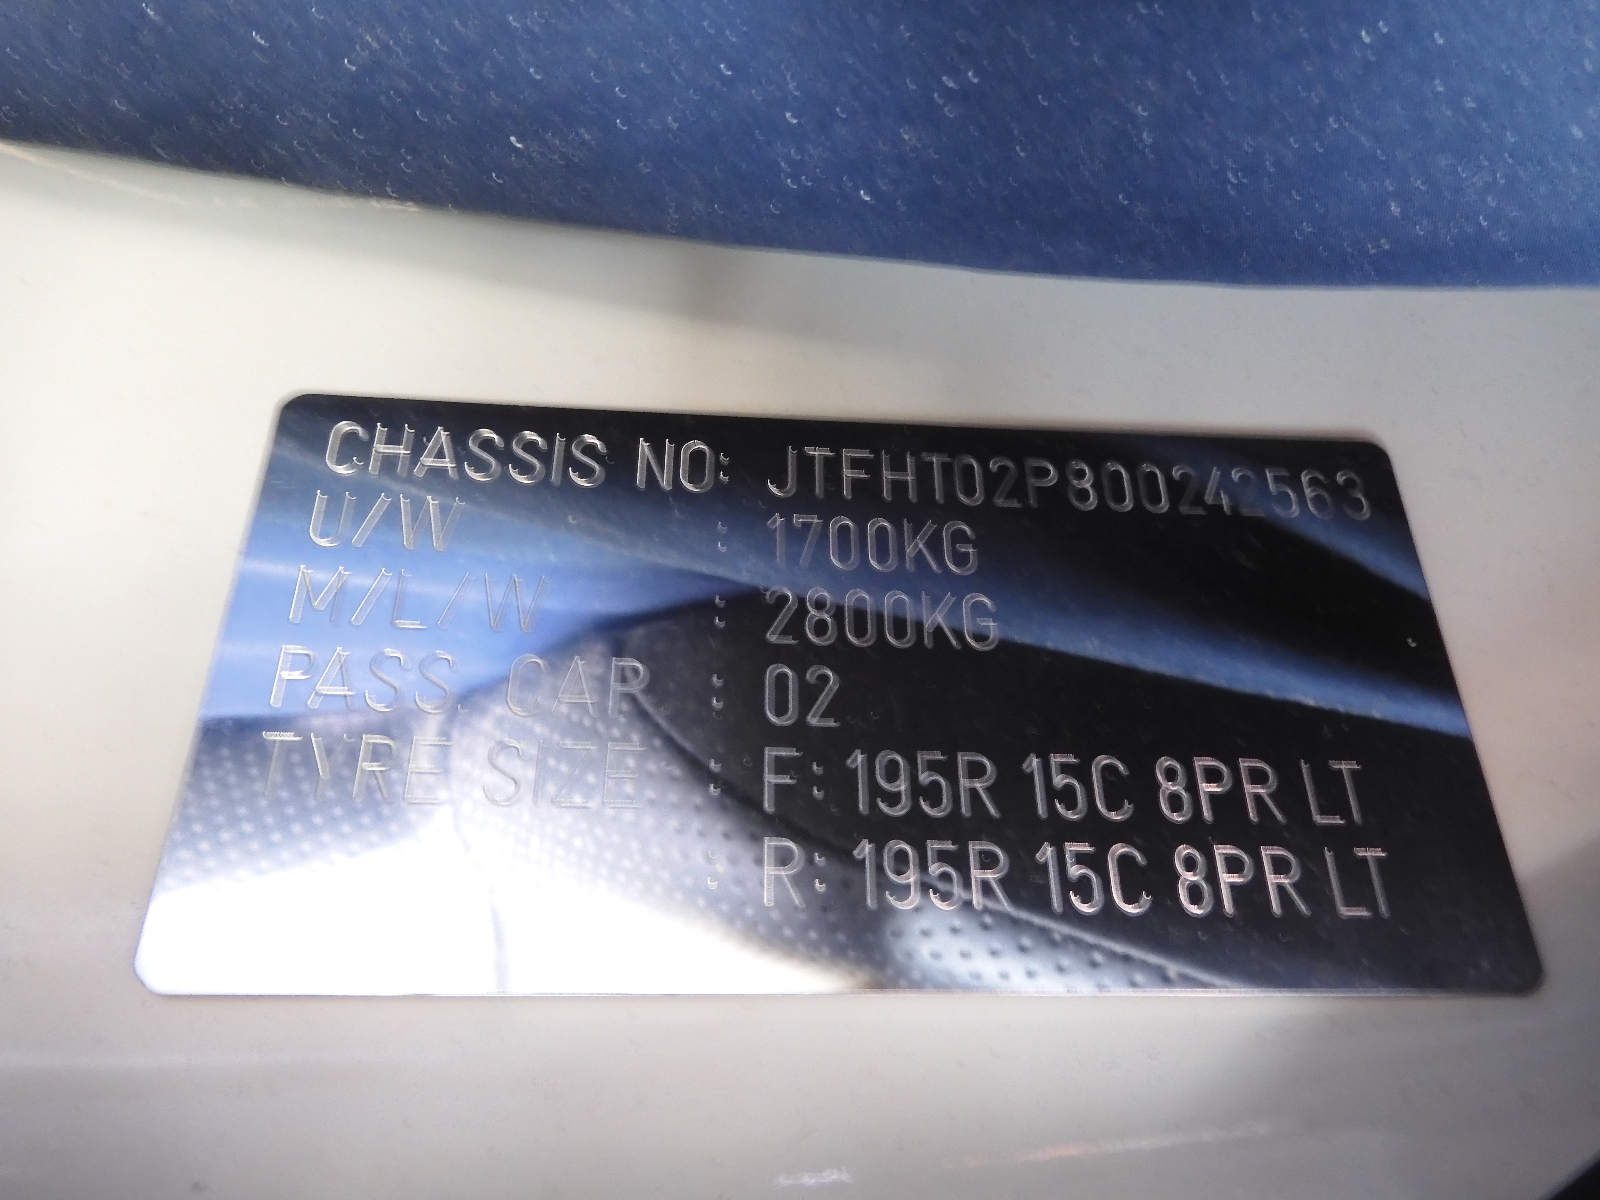 CHASSIS NO: JTFHT02P800242563
U/W : 1700KG
M/L/W : 2800KG
PASS. CAP. : 02
TYRE SIZE : F: 195R 15C 8PR LT
: R: 195R 15C 8PR LT